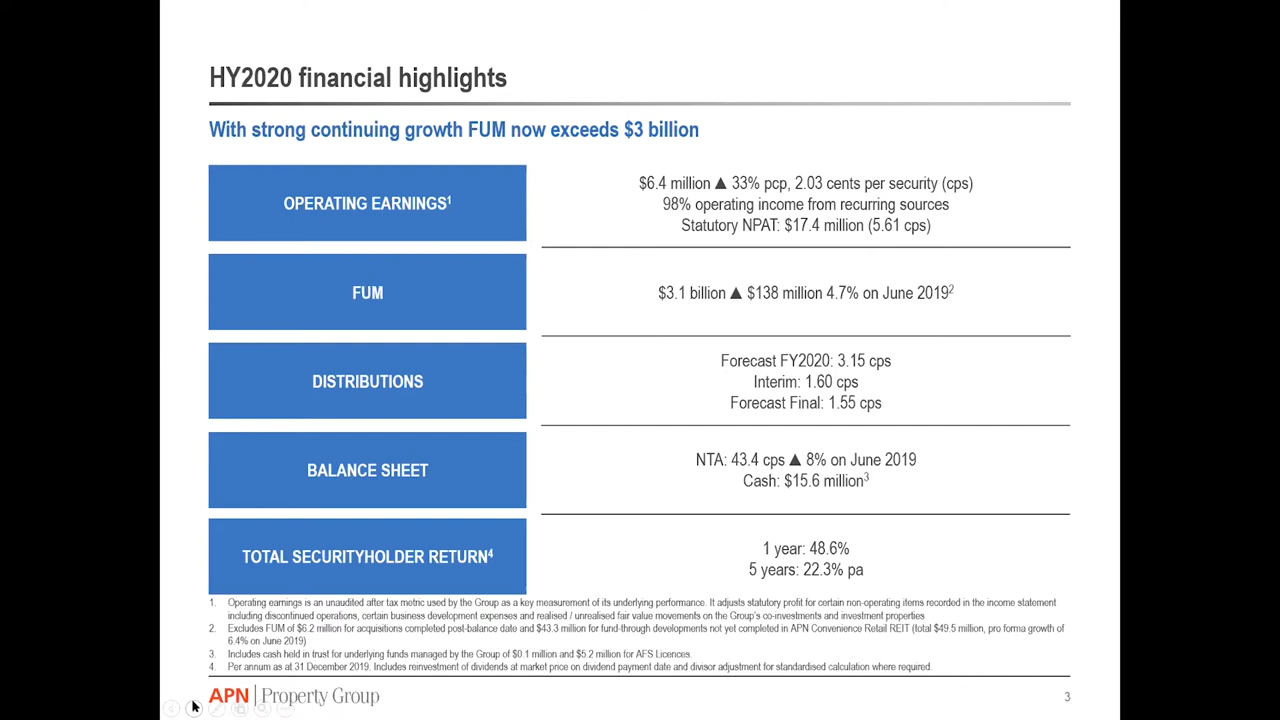 HY2020 financial highlights
With strong continuing growth FUM now exceeds $3 billion
OPERATING EARNINGS¹
$6.4 million ▲ 33% pcp, 2.03 cents per security (cps)
98% operating income from recurring sources
Statutory NPAT: $17.4 million (5.61 cps)
FUM
$3.1 billion ▲ $138 million 4.7% on June 2019²
DISTRIBUTIONS
Forecast FY2020: 3.15 cps
Interim: 1.60 cps
Forecast Final: 1.55 cps
BALANCE SHEET
NTA: 43.4 cps ▲ 8% on June 2019
Cash: $15.6 million³
TOTAL SECURITYHOLDER RETURN⁴
1 year: 48.6%
5 years: 22.3% pa
1. Operating earnings is an unaudited after tax metric used by the Group as a key measurement of its underlying performance. It adjusts statutory profit for certain non-operating items recorded in the income statement
including discontinued operations, certain business development expenses and realised / unrealised fair value movements on the Group's co-investments and investment properties
2. Excludes FUM of $6.2 million for acquisitions completed post-balance date and $43.3 million for fund-through developments not yet completed in APN Convenience Retail REIT (total $49.5 million, pro forma growth of
6.4% on June 2019)
3. Includes cash held in trust for underlying funds managed by the Group of $0.1 million and $5.2 million for AFS Licences.
4. Per annum as at 31 December 2019. Includes reinvestment of dividends at market price on dividend payment date and divisor adjustment for standardised calculation where required.
APN | Property Group
3